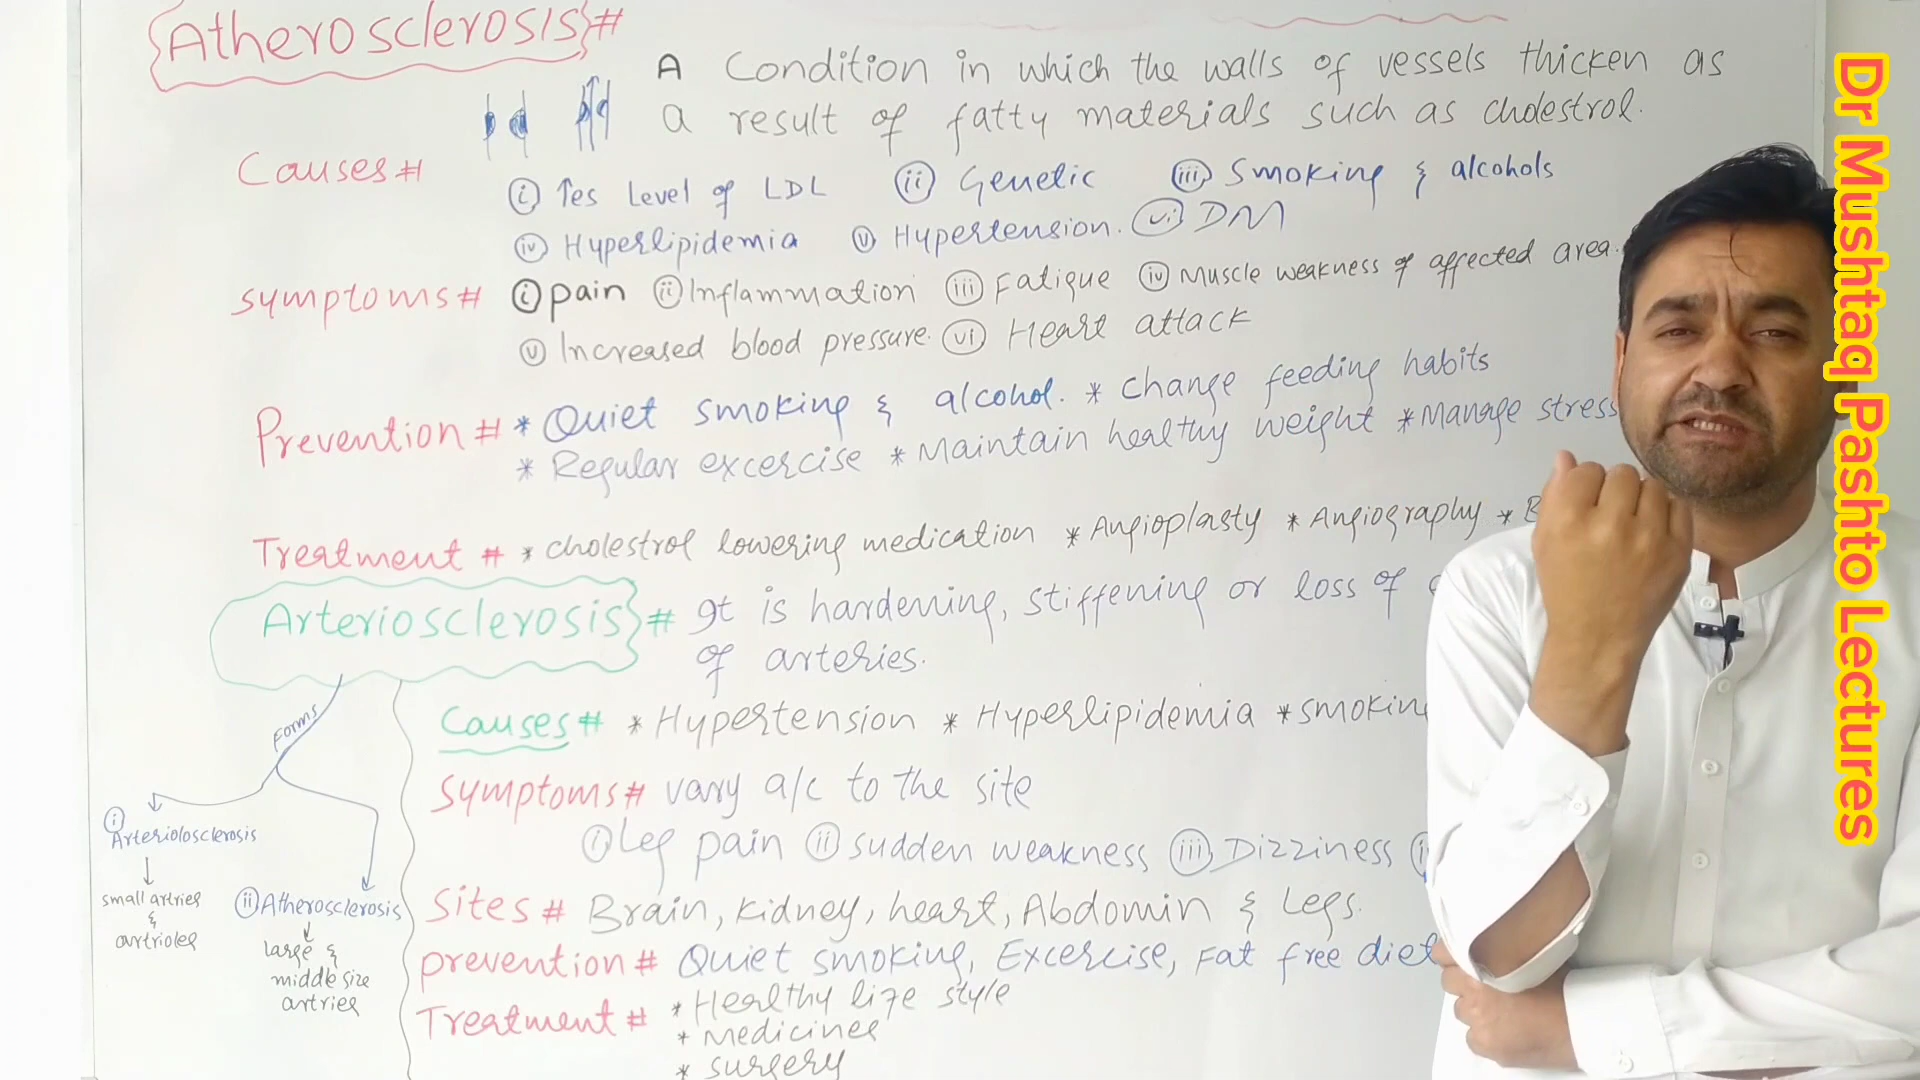 Atherosclerosis #
A Condition in which the walls of vessels thicken as
a result of fatty materials such as cholestrol.
Causes #
(i) ↑es Level of LDL (ii) Genetic (iii) Smoking & alcohols
(iv) Hyperlipidemia (v) Hypertension. (vi) DM
Symptoms # (i) pain (ii) Inflammation (iii) Fatique (iv) Muscle weakness of affected area.
(v) Increased blood pressure. (vi) Heart attack
Prevention # * Quiet smoking & alcohol. * Change feeding habits
* Regular excercise * Maintain healthy weight * Manage stress
Treatment # * cholestrol lowering medication * Angioplasty * Angiography *
Arteriosclerosis # It is hardening, stiffening or loss of
of arteries.
Forms
(i) Arteriolosclerosis
small artries
&
artrioles
(ii) Atherosclerosis
large &
middle size
artries
Causes # * Hypertension * Hyperlipidemia * smoking
Symptoms # vary a/c to the site
(i) Leg pain (ii) sudden weakness (iii) Dizziness
Sites # Brain, kidney, heart, Abdomin & Legs.
prevention # Quiet smoking, Excercise, Fat free diet
Treatment # * Healthy life style
* Medicines
* surgery
Dr Mushtaq Pashto Lectures